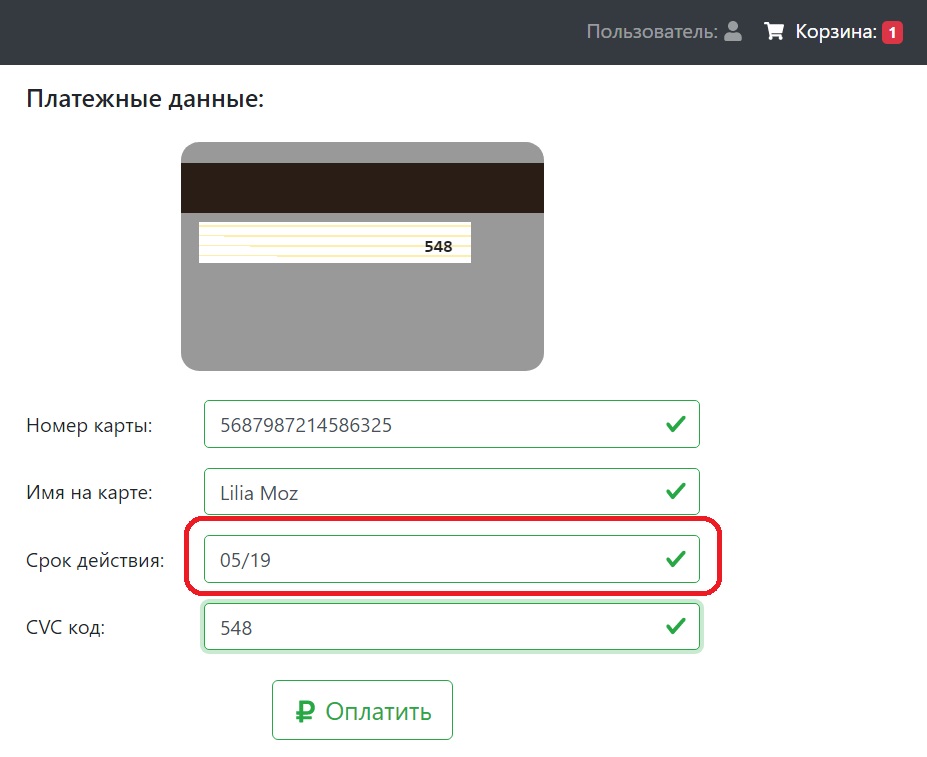 Пользователь: Корзина: 1
Платежные данные:
548
Номер карты: 5687987214586325
Имя на карте: Lilia Moz
Срок действия: 05/19
CVC код: 548
₽ Оплатить